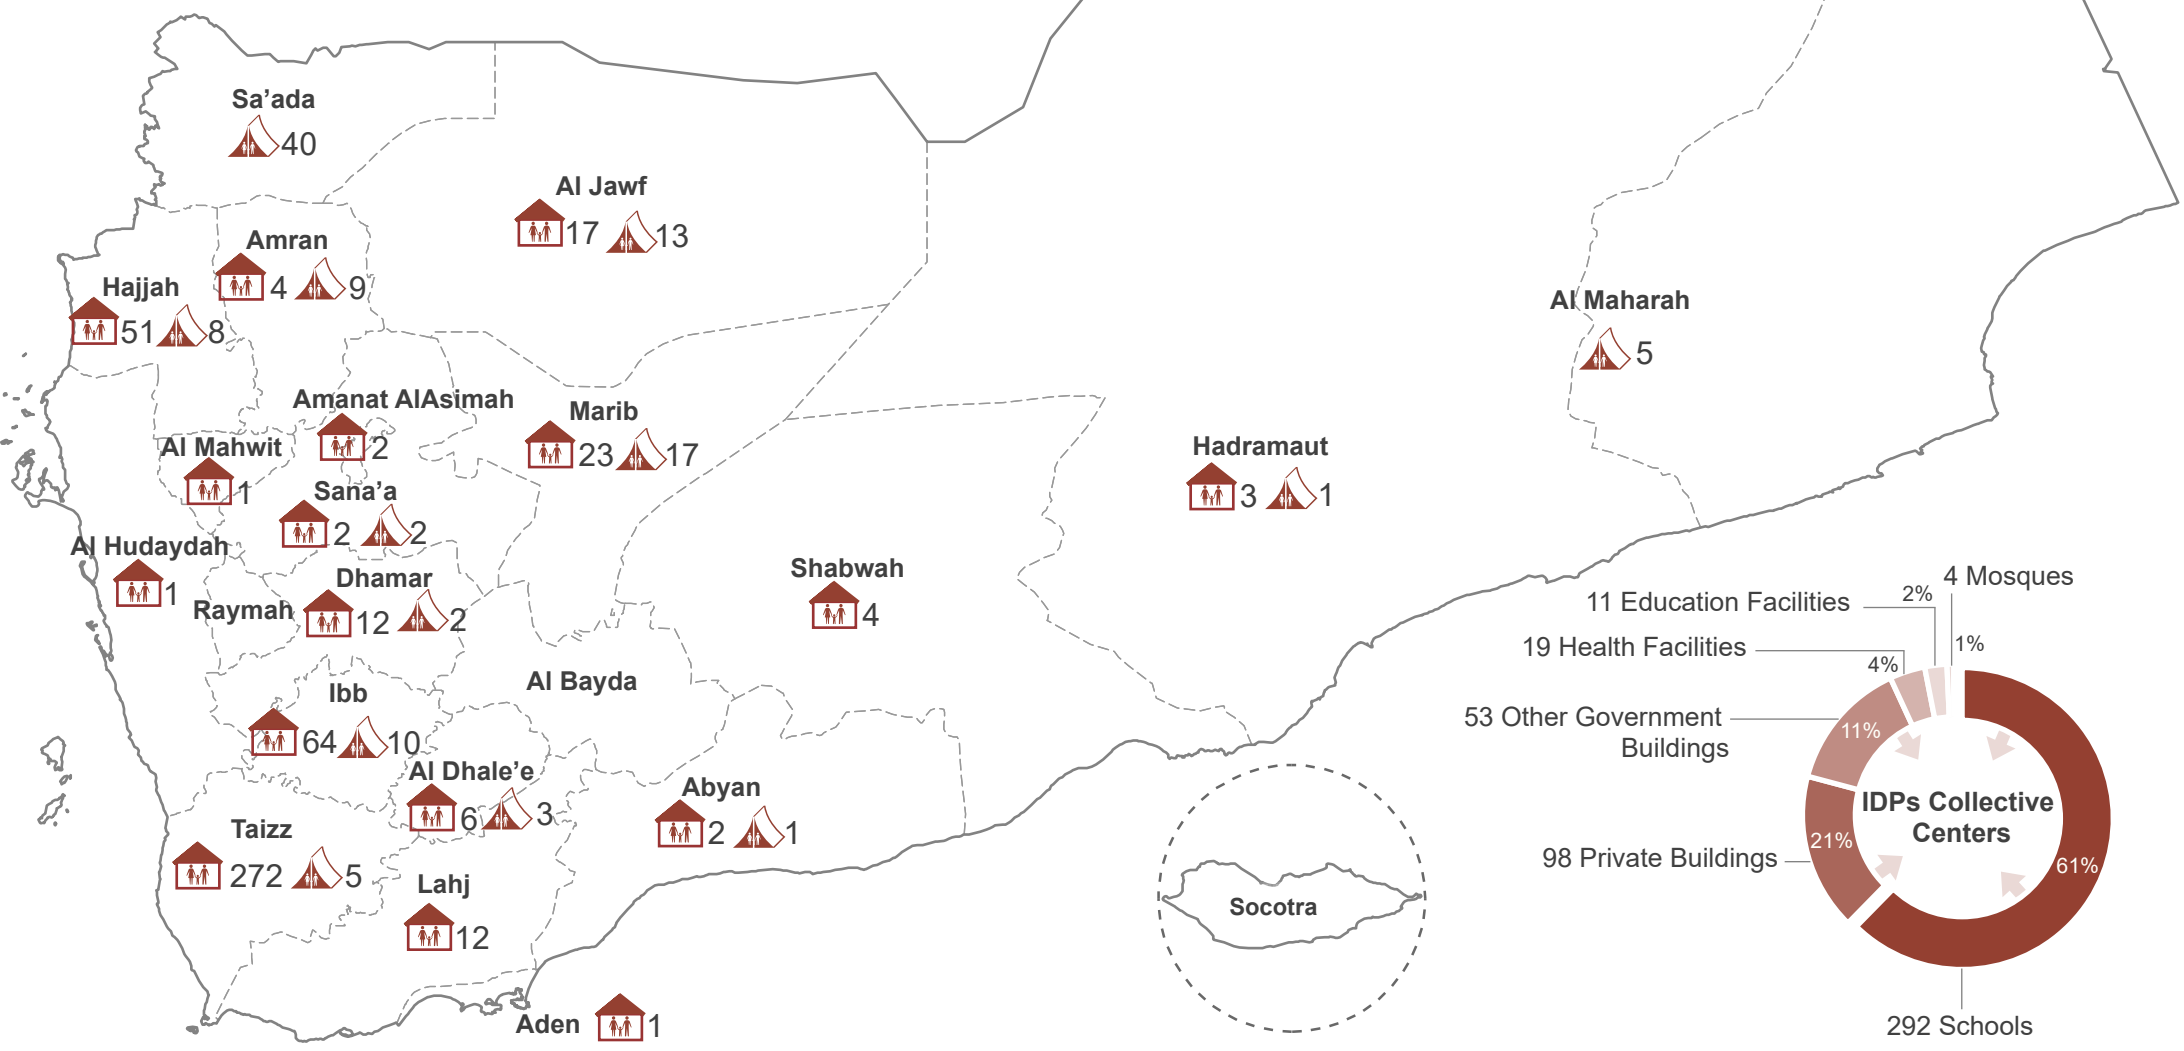 Sa’ada
40
Al Jawf
17 13
Amran
4 9
Hajjah
51 8
Al Maharah
5
Amanat AlAsimah
2
Marib
23 17
Al Mahwit
1
Hadramaut
3 1
Sana’a
2 2
Al Hudaydah
1
Dhamar
12 2
Raymah
Shabwah
4
Al Bayda
Ibb
64 10
Al Dhale’e
6 3
Abyan
2 1
Taizz
272 5
Lahj
12
Aden 1
Socotra
4 Mosques
1%
11 Education Facilities
2%
19 Health Facilities
4%
53 Other Government
Buildings
11%
98 Private Buildings
21%
IDPs Collective
Centers
61%
292 Schools